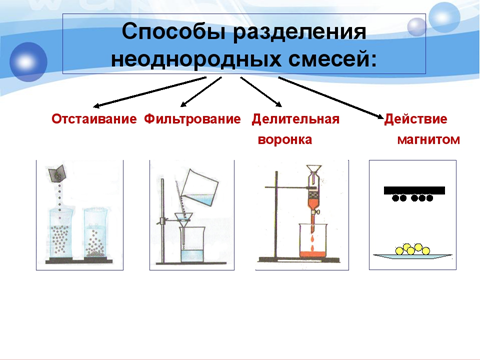 Способы разделения
неоднородных смесей:
Отстаивание Фильтрование Делительная Действие
воронка магнитом